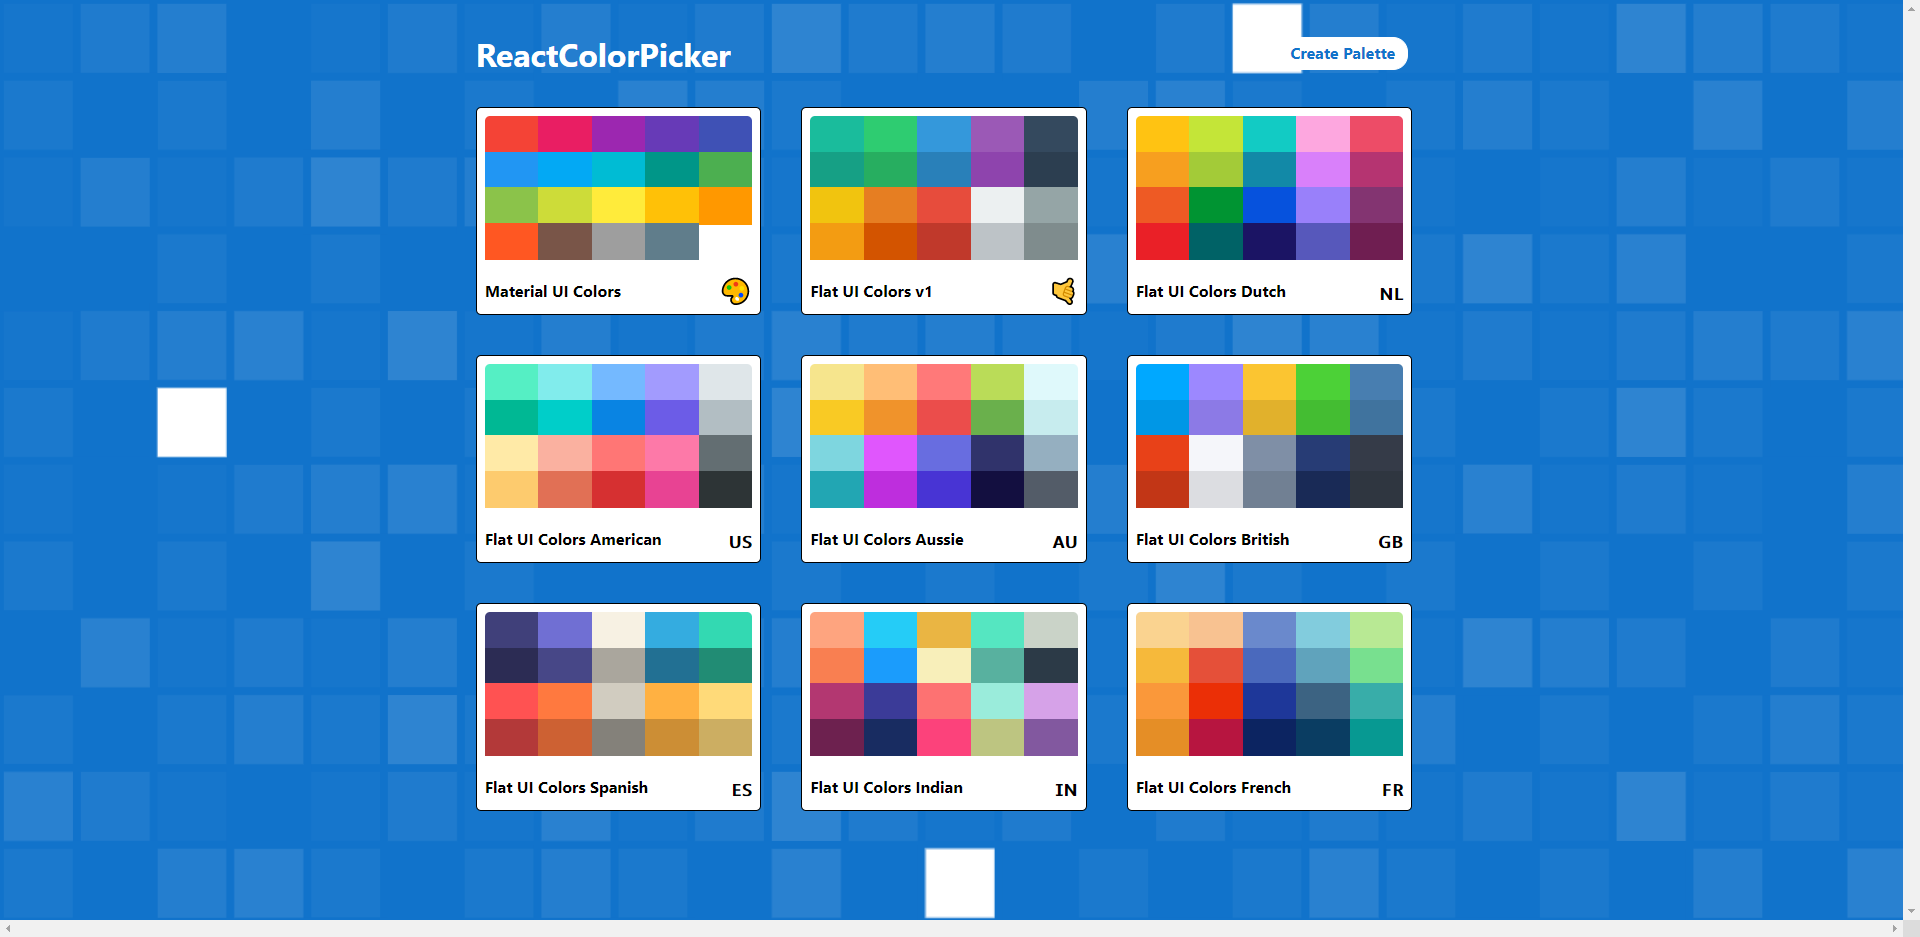 ReactColorPicker
Create Palette
Material UI Colors
Flat UI Colors v1
Flat UI Colors Dutch
NL
Flat UI Colors American
US
Flat UI Colors Aussie
AU
Flat UI Colors British
GB
Flat UI Colors Spanish
ES
Flat UI Colors Indian
IN
Flat UI Colors French
FR